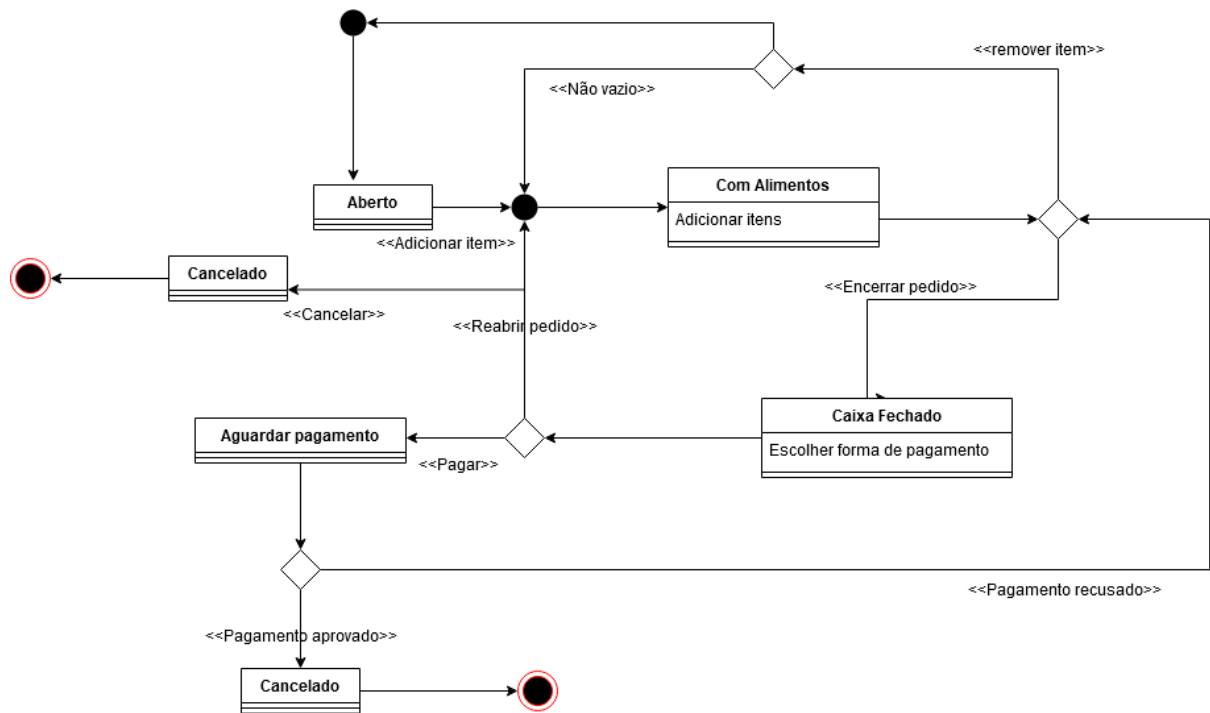 <<remover item>>
<<Não vazio>>
Com Alimentos
Aberto
Adicionar itens
<<Adicionar item>>
Cancelado
<<Encerrar pedido>>
<<Cancelar>>
<<Reabrir pedido>>
Caixa Fechado
Aguardar pagamento
Escolher forma de pagamento
<<Pagar>>
<<Pagamento recusado>>
<<Pagamento aprovado>>
Cancelado